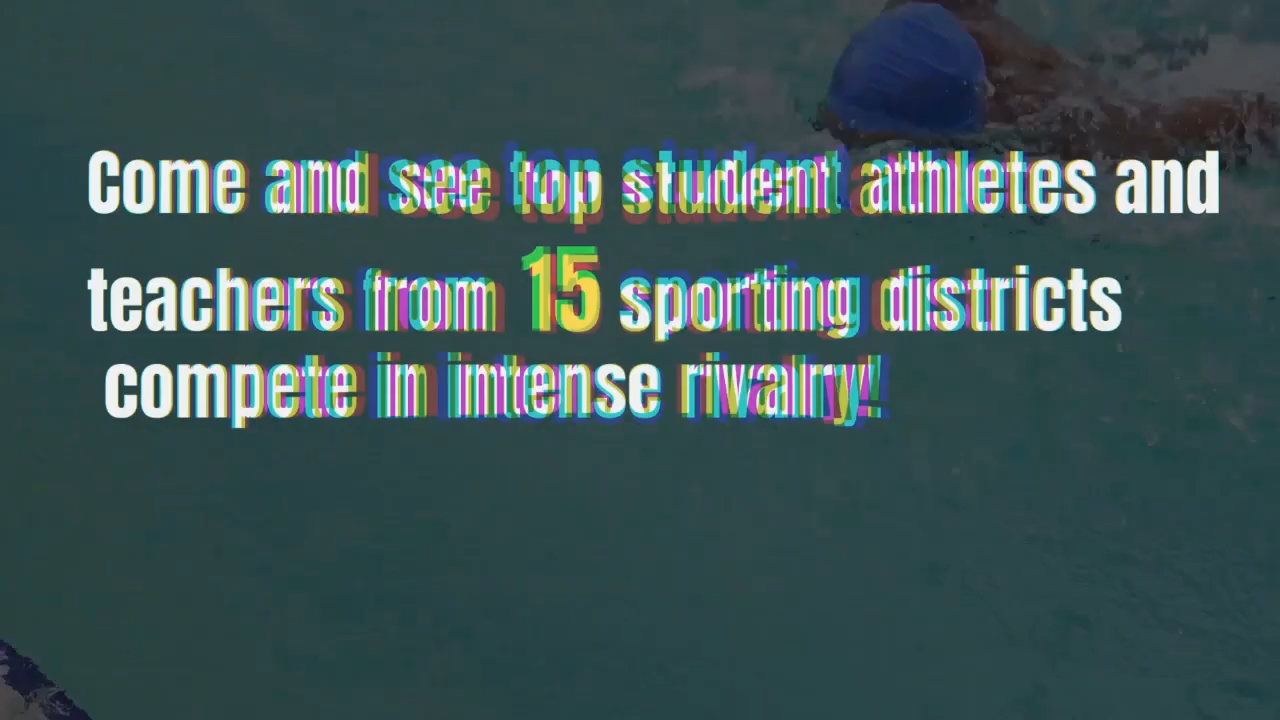 Come and see top student athletes and
teachers from 15 sporting districts
compete in intense rivalry!